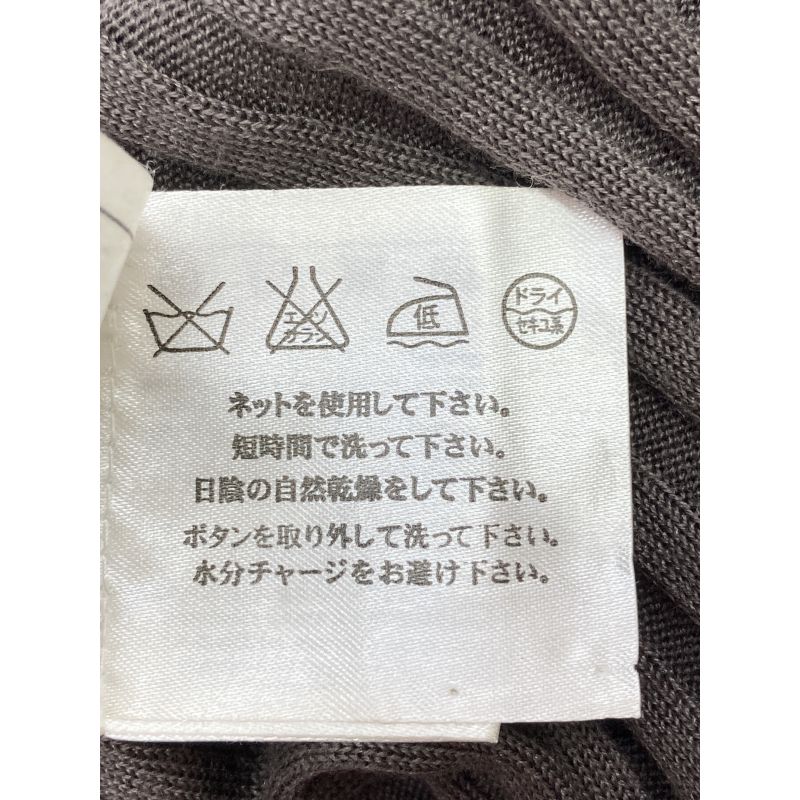 エンソ
サラシ
低
ドライ
セキユ系
ネットを使用して下さい。
短時間で洗って下さい。
日陰の自然乾燥をして下さい。
ボタンを取り外して洗って下さい。
水分チャージをお避け下さい。